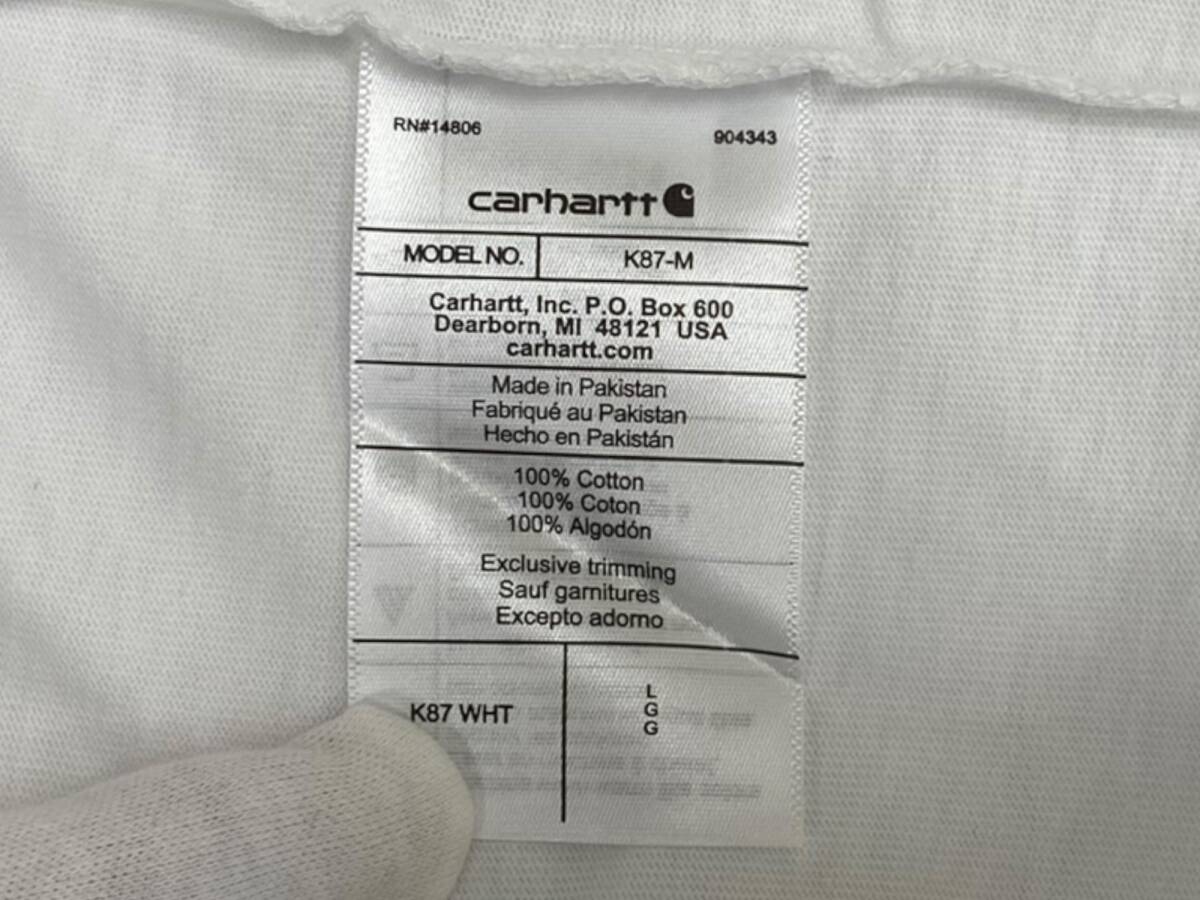 RN#14806 904343
carhartt
MODEL NO. K87-M
Carhartt, Inc. P.O. Box 600
Dearborn, MI 48121 USA
carhartt.com
Made in Pakistan
Fabriqué au Pakistan
Hecho en Pakistán
100% Cotton
100% Coton
100% Algodón
Exclusive trimming
Sauf garnitures
Excepto adorno
L
K87 WHT G
G